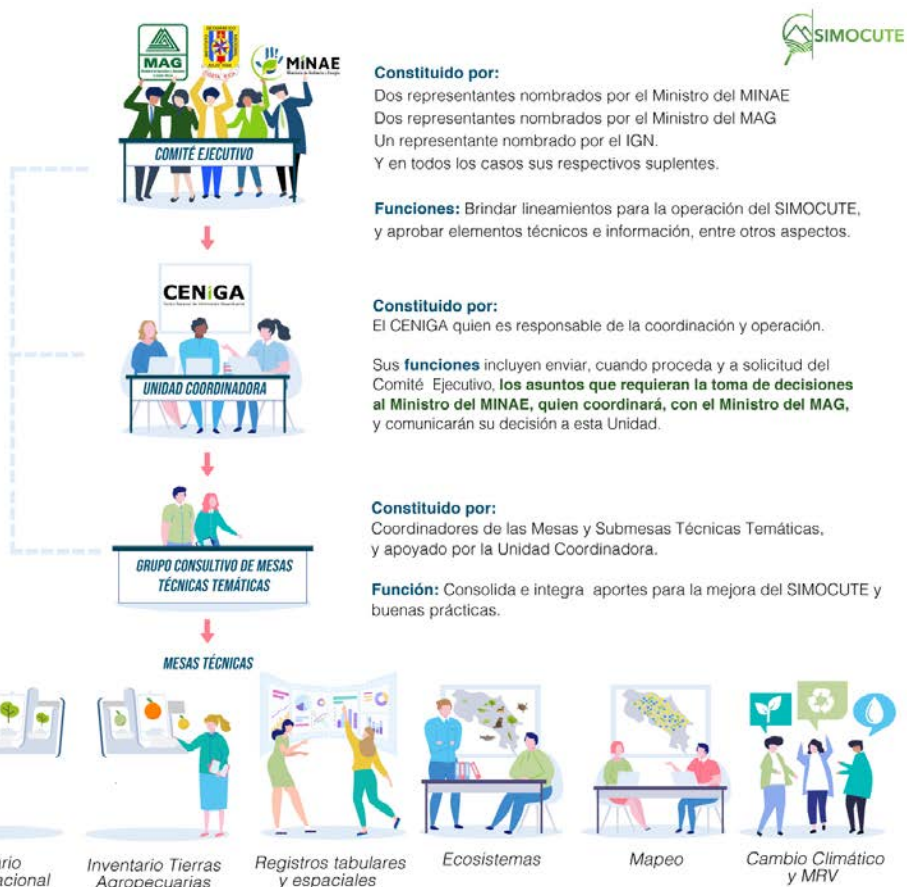 SIMOCUTE
MAG
MINAE
COMITÉ EJECUTIVO
Constituido por:
Dos representantes nombrados por el Ministro del MINAE
Dos representantes nombrados por el Ministro del MAG
Un representante nombrado por el IGN.
Y en todos los casos sus respectivos suplentes.
Funciones: Brindar lineamientos para la operación del SIMOCUTE,
y aprobar elementos técnicos e información, entre otros aspectos.
CENiGA
UNIDAD COORDINADORA
Constituido por:
El CENIGA quien es responsable de la coordinación y operación.
Sus funciones incluyen enviar, cuando proceda y a solicitud del
Comité Ejecutivo, los asuntos que requieran la toma de decisiones
al Ministro del MINAE, quien coordinará, con el Ministro del MAG,
y comunicarán su decisión a esta Unidad.
GRUPO CONSULTIVO DE MESAS
TÉCNICAS TEMÁTICAS
Constituido por:
Coordinadores de las Mesas y Submesas Técnicas Temáticas,
y apoyado por la Unidad Coordinadora.
Función: Consolida e integra aportes para la mejora del SIMOCUTE y
buenas prácticas.
MESAS TÉCNICAS
Inventario Tierras
Agropecuarias
Registros tabulares
y espaciales
Ecosistemas
Mapeo
Cambio Climático
y MRV